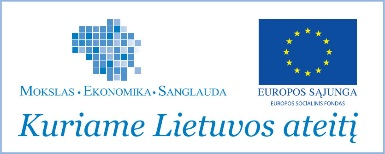 MOKSLAS • EKONOMIKA • SANGLAUDA
EUROPOS SĄJUNGA
EUROPOS SOCIALINIS FONDAS
Kuriame Lietuvos ateitį